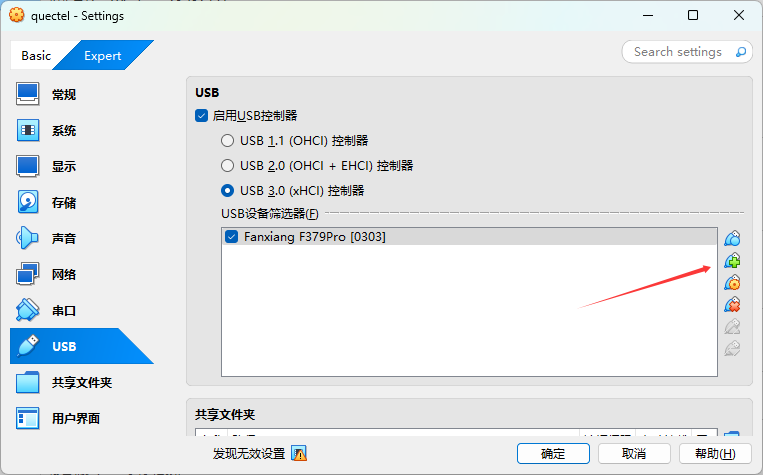 quectel - Settings
Basic
Expert
Search settings
常规
系统
显示
存储
声音
网络
串口
USB
共享文件夹
用户界面
USB
启用USB控制器
USB 1.1 (OHCI) 控制器
USB 2.0 (OHCI + EHCI) 控制器
USB 3.0 (xHCI) 控制器
USB设备筛选器(F)
Fanxiang F379Pro [0303]
共享文件夹
发现无效设置
确定
取消
帮助(H)